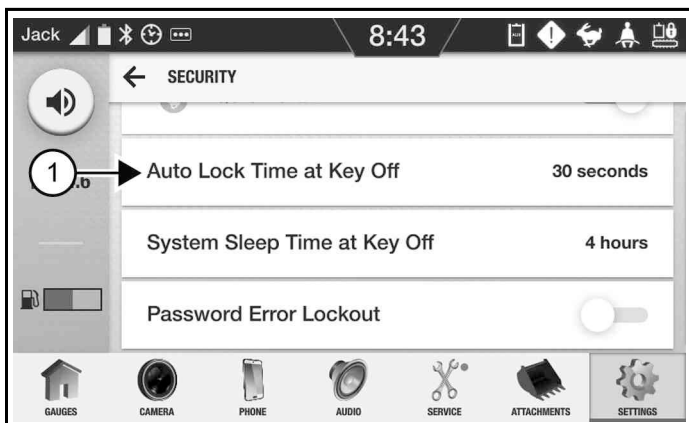 Jack 8:43
SECURITY
1
Auto Lock Time at Key Off 30 seconds
.6
System Sleep Time at Key Off 4 hours
Password Error Lockout
GAUGES CAMERA PHONE AUDIO SERVICE ATTACHMENTS SETTINGS